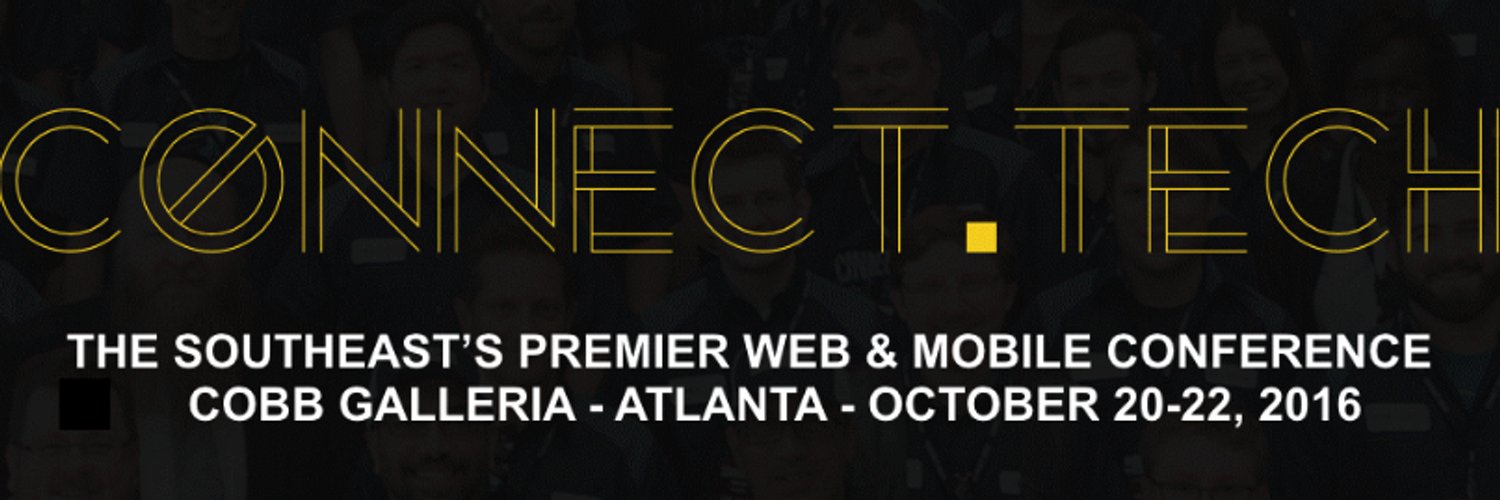 CONNECT.TECH
THE SOUTHEAST’S PREMIER WEB & MOBILE CONFERENCE
COBB GALLERIA - ATLANTA - OCTOBER 20-22, 2016